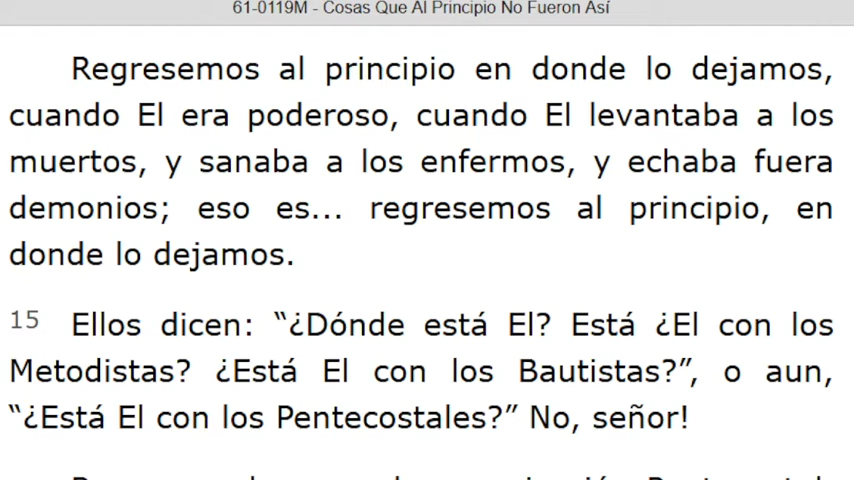 61-0119M - Cosas Que Al Principio No Fueron Así
Regresemos al principio en donde lo dejamos,
cuando El era poderoso, cuando El levantaba a los
muertos, y sanaba a los enfermos, y echaba fuera
demonios; eso es... regresemos al principio, en
donde lo dejamos.
15 Ellos dicen: “¿Dónde está El? Está ¿El con los
Metodistas? ¿Está El con los Bautistas?”, o aun,
“¿Está El con los Pentecostales?” No, señor!